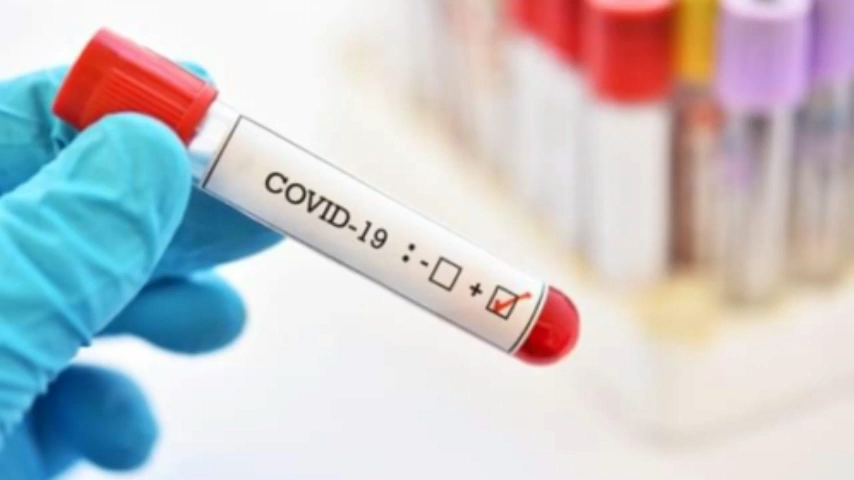 COVID-19 : - ☐ + ☑